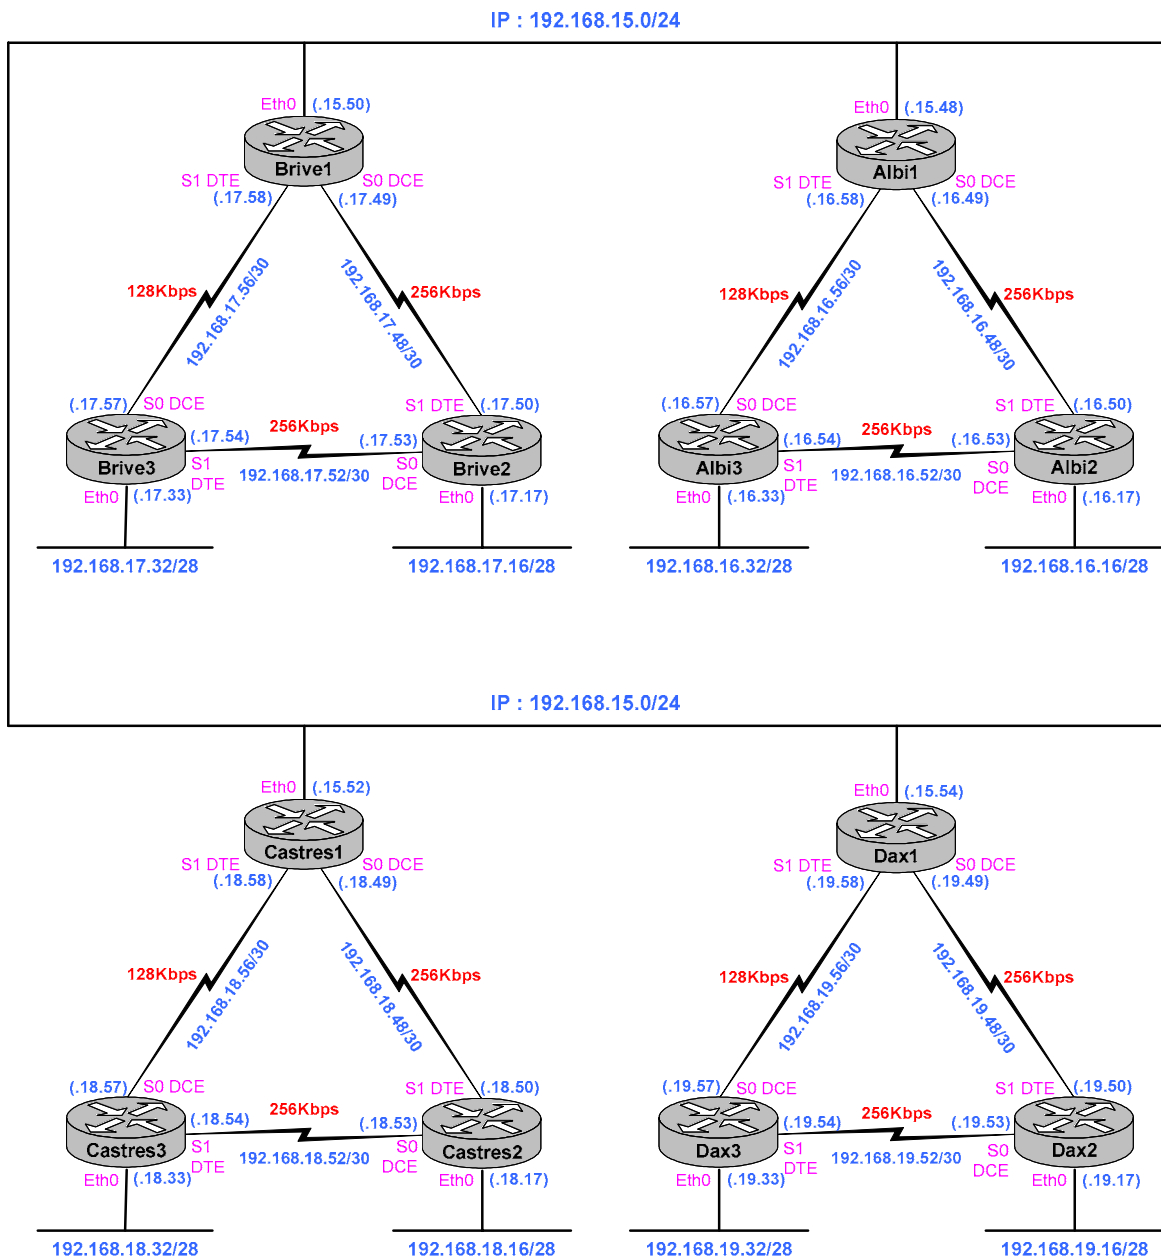 IP : 192.168.15.0/24
Eth0 (.15.50)
Brive1
S1 DTE
S0 DCE
(.17.58)
(.17.49)
128Kbps
192.168.17.56/30
192.168.17.48/30
256Kbps
(.17.57)
S0 DCE
S1 DTE
(.17.50)
Brive3
(.17.54)
256Kbps
(.17.53)
Brive2
S1
DTE
192.168.17.52/30
S0
DCE
Eth0
(.17.33)
Eth0
(.17.17)
192.168.17.32/28
192.168.17.16/28
Eth0 (.15.48)
Albi1
S1 DTE
S0 DCE
(.16.58)
(.16.49)
128Kbps
192.168.16.56/30
192.168.16.48/30
256Kbps
(.16.57)
S0 DCE
S1 DTE
(.16.50)
Albi3
(.16.54)
256Kbps
(.16.53)
Albi2
S1
DTE
192.168.16.52/30
S0
DCE
Eth0
(.16.33)
Eth0
(.16.17)
192.168.16.32/28
192.168.16.16/28
IP : 192.168.15.0/24
Eth0 (.15.52)
Castres1
S1 DTE
S0 DCE
(.18.58)
(.18.49)
128Kbps
192.168.18.56/30
192.168.18.48/30
256Kbps
(.18.57)
S0 DCE
S1 DTE
(.18.50)
Castres3
(.18.54)
256Kbps
(.18.53)
Castres2
S1
DTE
192.168.18.52/30
S0
DCE
Eth0
(.18.33)
Eth0
(.18.17)
192.168.18.32/28
192.168.18.16/28
Eth0 (.15.54)
Dax1
S1 DTE
S0 DCE
(.19.58)
(.19.49)
128Kbps
192.168.19.56/30
192.168.19.48/30
256Kbps
(.19.57)
S0 DCE
S1 DTE
(.19.50)
Dax3
(.19.54)
256Kbps
(.19.53)
Dax2
S1
DTE
192.168.19.52/30
S0
DCE
Eth0
(.19.33)
Eth0
(.19.17)
192.168.19.32/28
192.168.19.16/28